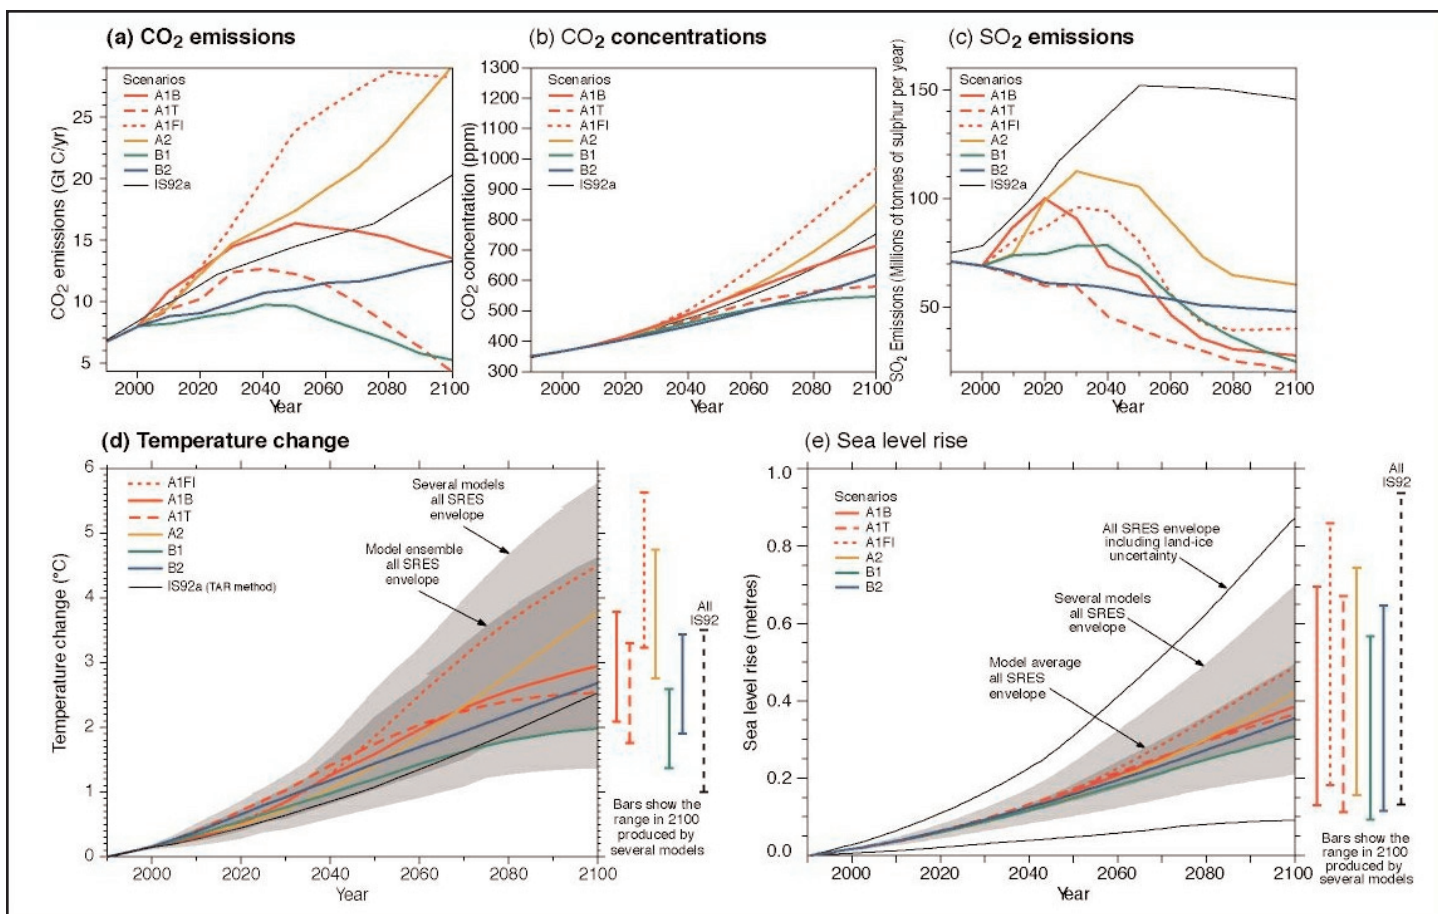 (a) CO2 emissions
CO2 emissions (Gt C/yr)
25
20
15
10
5
Scenarios
A1B
A1T
A1FI
A2
B1
B2
IS92a
2000 2020 2040 2060 2080 2100
Year
(b) CO2 concentrations
CO2 concentration (ppm)
1300
1200
1100
1000
900
800
700
600
500
400
300
Scenarios
A1B
A1T
A1FI
A2
B1
B2
IS92a
2000 2020 2040 2060 2080 2100
Year
(c) SO2 emissions
SO2 Emissions (Millions of tonnes of sulphur per year)
150
100
50
Scenarios
A1B
A1T
A1FI
A2
B1
B2
IS92a
2000 2020 2040 2060 2080 2100
Year
(d) Temperature change
Temperature change (°C)
6
5
4
3
2
1
0
A1FI
A1B
A1T
A2
B1
B2
IS92a (TAR method)
Several models
all SRES
envelope
Model ensemble
all SRES
envelope
All
IS92
Bars show the
range in 2100
produced by
several models
2000 2020 2040 2060 2080 2100
Year
(e) Sea level rise
Sea level rise (metres)
1.0
0.8
0.6
0.4
0.2
0.0
Scenarios
A1B
A1T
A1FI
A2
B1
B2
All SRES envelope
including land-ice
uncertainty
Several models
all SRES
envelope
Model average
all SRES
envelope
All
IS92
Bars show the
range in 2100
produced by
several models
2000 2020 2040 2060 2080 2100
Year